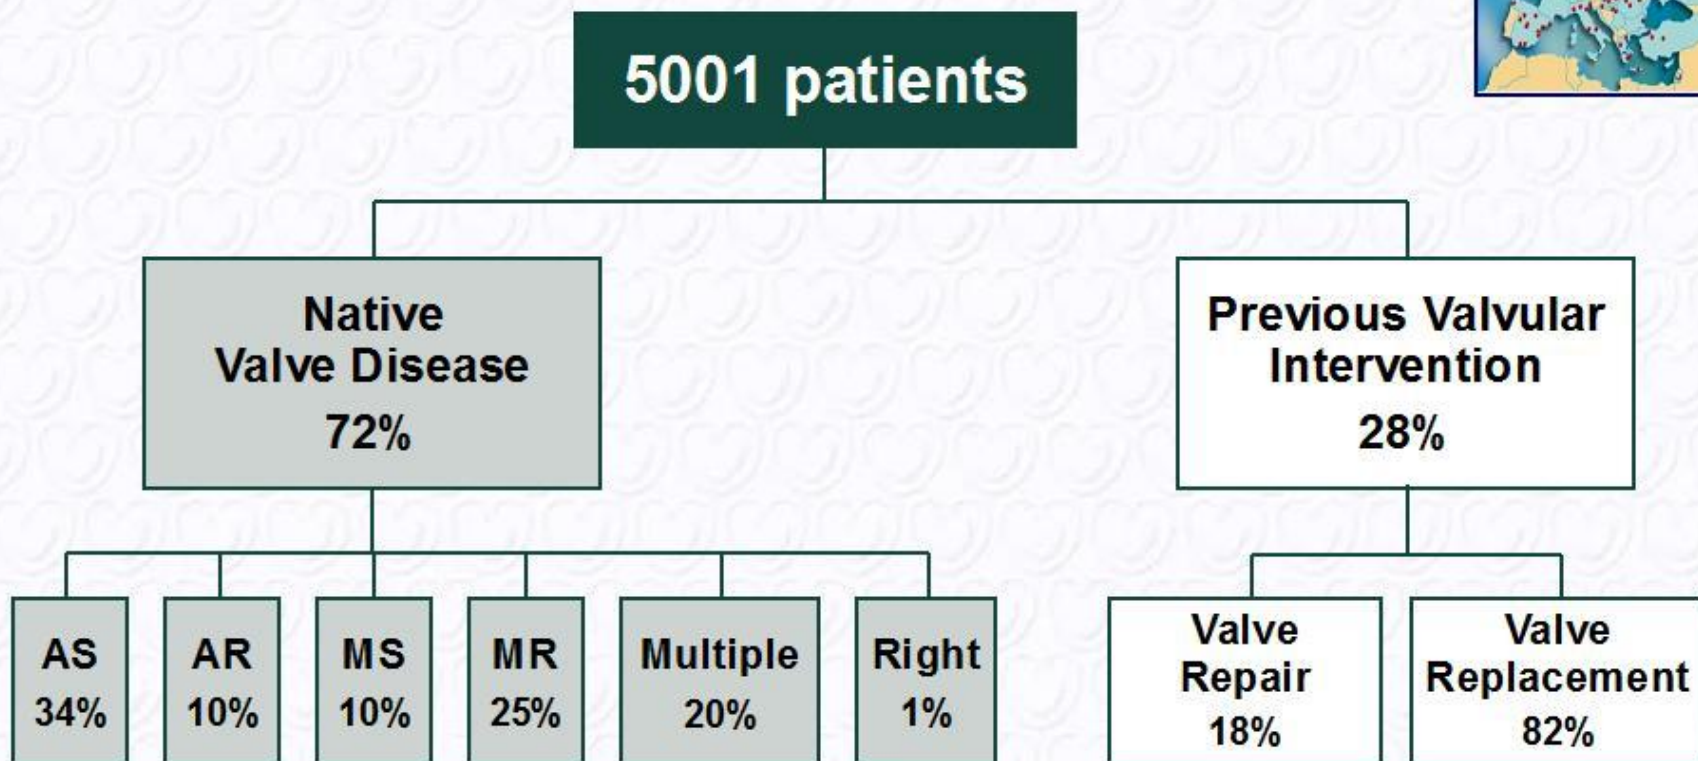 5001 patients
Native
Valve Disease
72%
Previous Valvular
Intervention
28%
AS
34%
AR
10%
MS
10%
MR
25%
Multiple
20%
Right
1%
Valve
Repair
18%
Valve
Replacement
82%